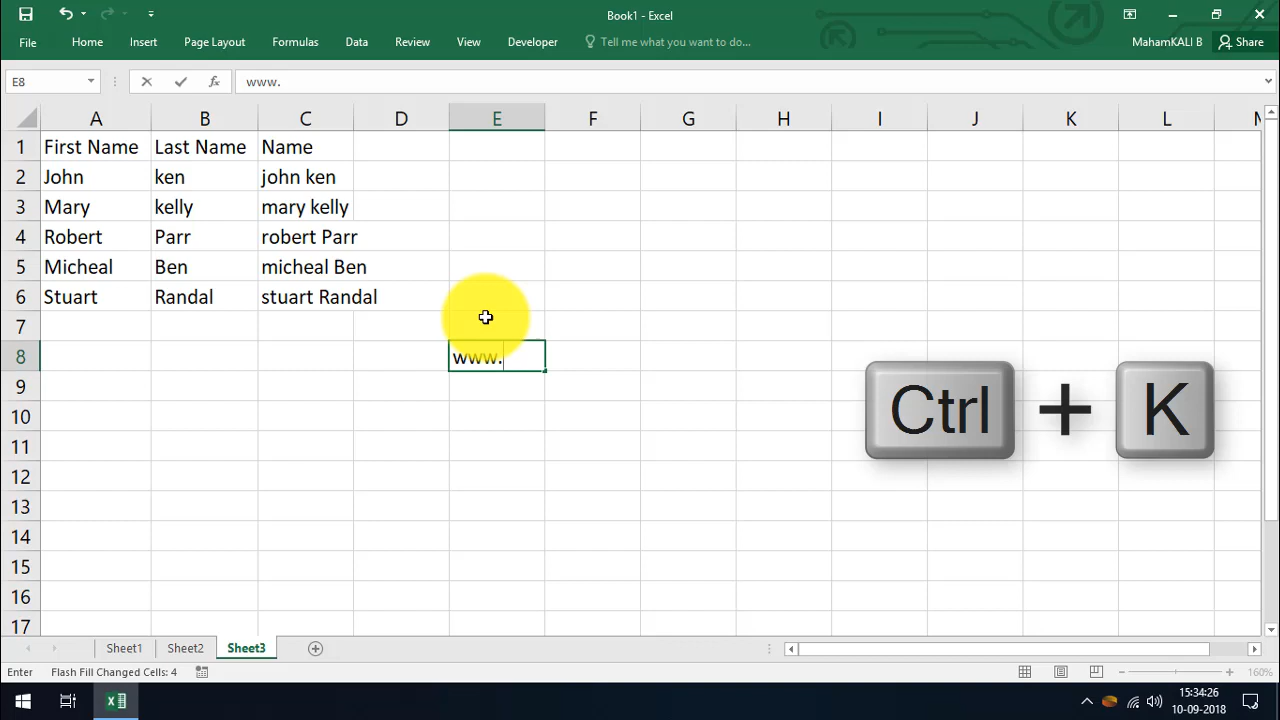 Book1 - Excel
File Home Insert Page Layout Formulas Data Review View Developer Tell me what you want to do... MahamKALI B Share
E8 fx www.
A B C D E F G H I J K L M
1 First Name Last Name Name
2 John ken john ken
3 Mary kelly mary kelly
4 Robert Parr robert Parr
5 Micheal Ben micheal Ben
6 Stuart Randal stuart Randal
7
8 www.
9
10
11
12
13
14
15
16
17
Ctrl + K
Sheet1 Sheet2 Sheet3
Enter Flash Fill Changed Cells: 4 160%
15:34:26
10-09-2018